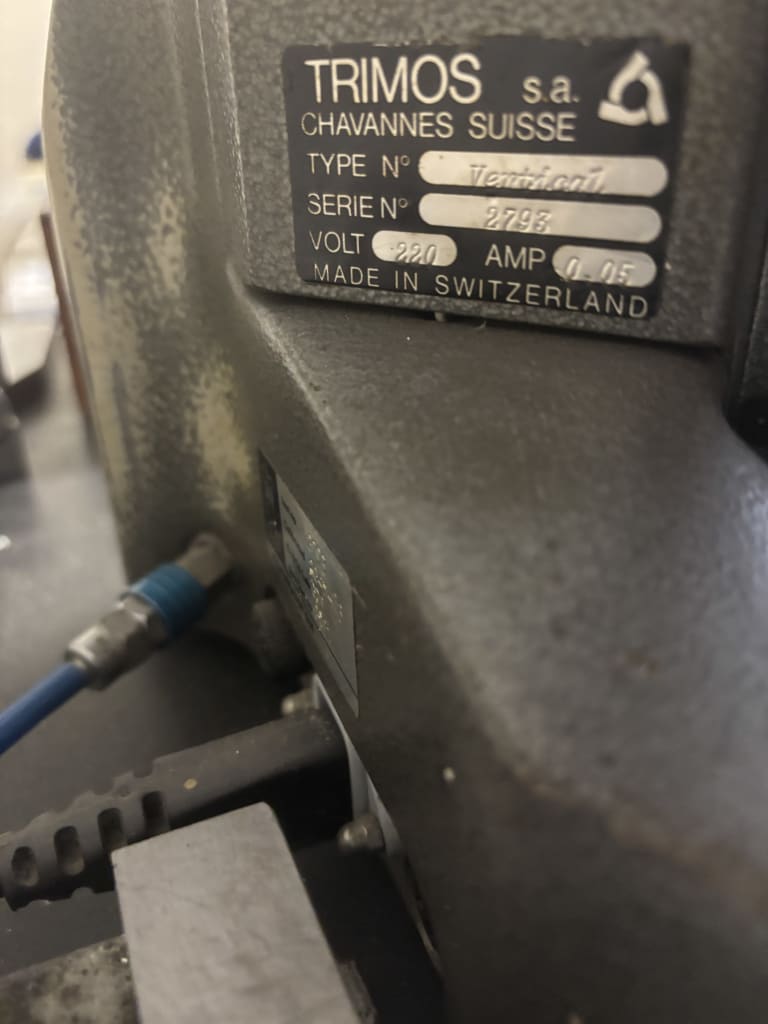 TRIMOS s.a.
CHAVANNES SUISSE
TYPE N° Vertical
SERIE N° 2793
VOLT 220 AMP 0.05
MADE IN SWITZERLAND